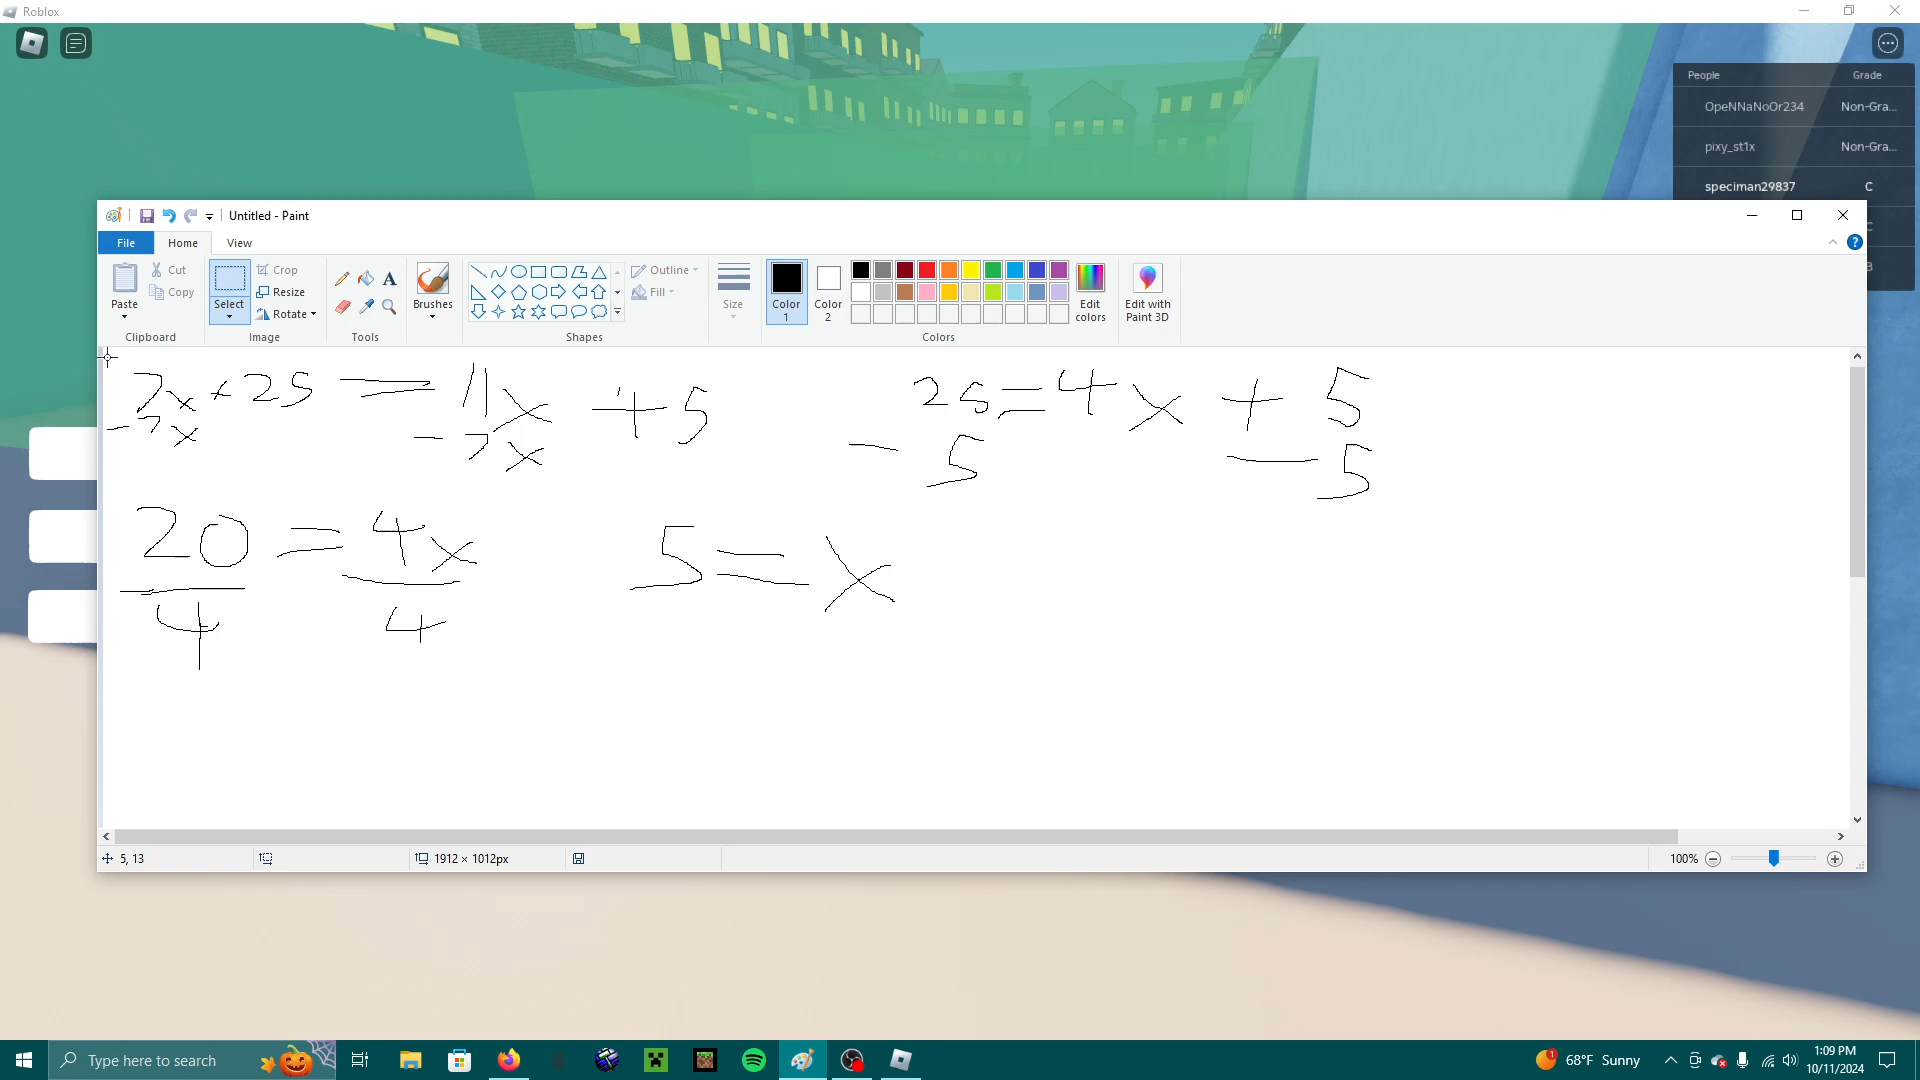 Roblox
People Grade
OpeNNaNoOr234 Non-Gra...
pixy_st1x Non-Gra...
speciman29837 C
C
B
Untitled - Paint
File Home View
Paste
Cut
Copy
Clipboard
Select
Crop
Resize
Rotate
Image
A
Tools
Brushes
Shapes
Outline
Fill
Size
Color 1
Color 2
Colors
Edit colors
Edit with Paint 3D
7x + 25 = 11x + 5
- 7x - 7x
25 = 4x + 5
- 5 - 5
20 = 4x
4 4
5 = x
5, 13
1912 × 1012px
100%
Type here to search
1
68°F Sunny
1:09 PM
10/11/2024